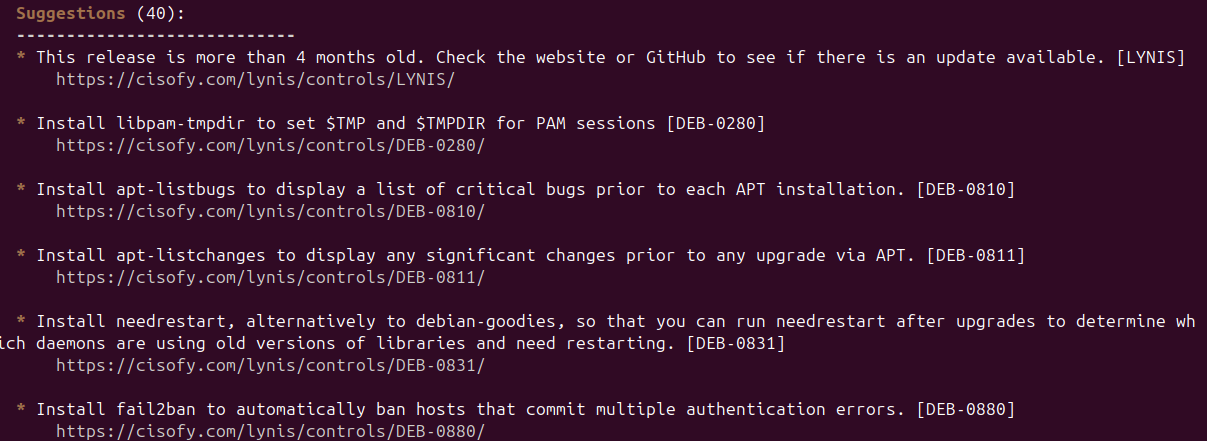 Suggestions (40):
----------------------------
* This release is more than 4 months old. Check the website or GitHub to see if there is an update available. [LYNIS]
https://cisofy.com/lynis/controls/LYNIS/
* Install libpam-tmpdir to set $TMP and $TMPDIR for PAM sessions [DEB-0280]
https://cisofy.com/lynis/controls/DEB-0280/
* Install apt-listbugs to display a list of critical bugs prior to each APT installation. [DEB-0810]
https://cisofy.com/lynis/controls/DEB-0810/
* Install apt-listchanges to display any significant changes prior to any upgrade via APT. [DEB-0811]
https://cisofy.com/lynis/controls/DEB-0811/
* Install needrestart, alternatively to debian-goodies, so that you can run needrestart after upgrades to determine wh
ich daemons are using old versions of libraries and need restarting. [DEB-0831]
https://cisofy.com/lynis/controls/DEB-0831/
* Install fail2ban to automatically ban hosts that commit multiple authentication errors. [DEB-0880]
https://cisofy.com/lynis/controls/DEB-0880/